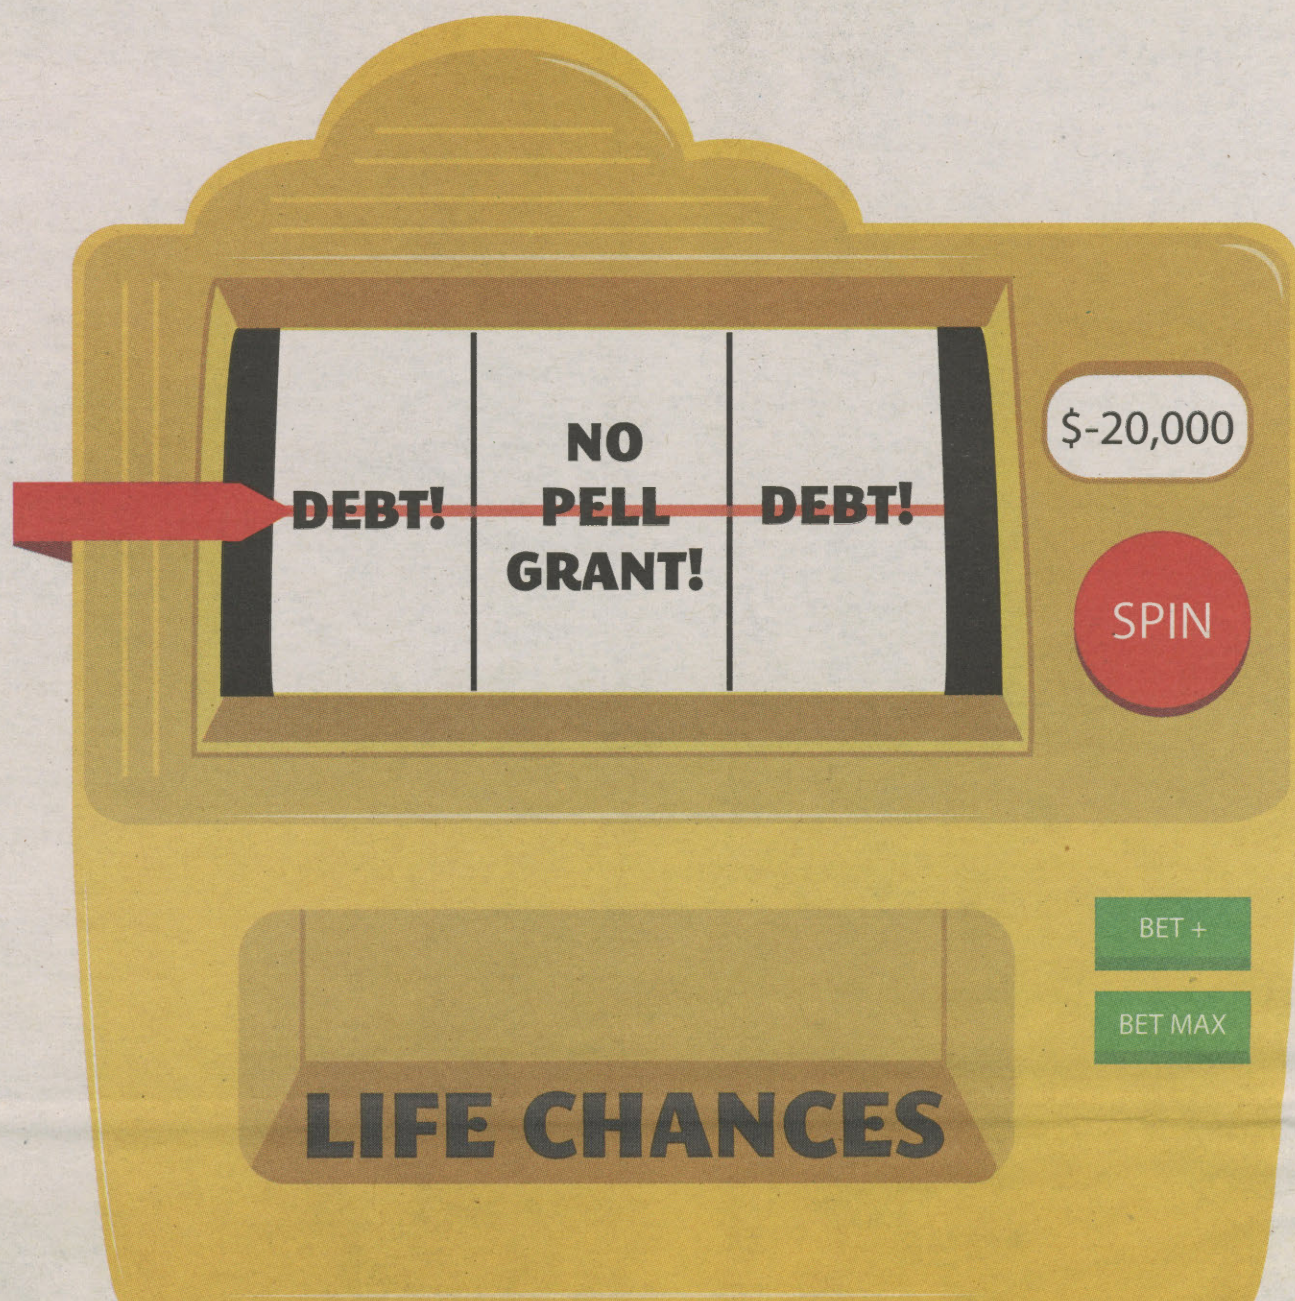 NO
PELL
GRANT!
DEBT!
DEBT!
$-20,000
SPIN
BET +
BET MAX
LIFE CHANCES